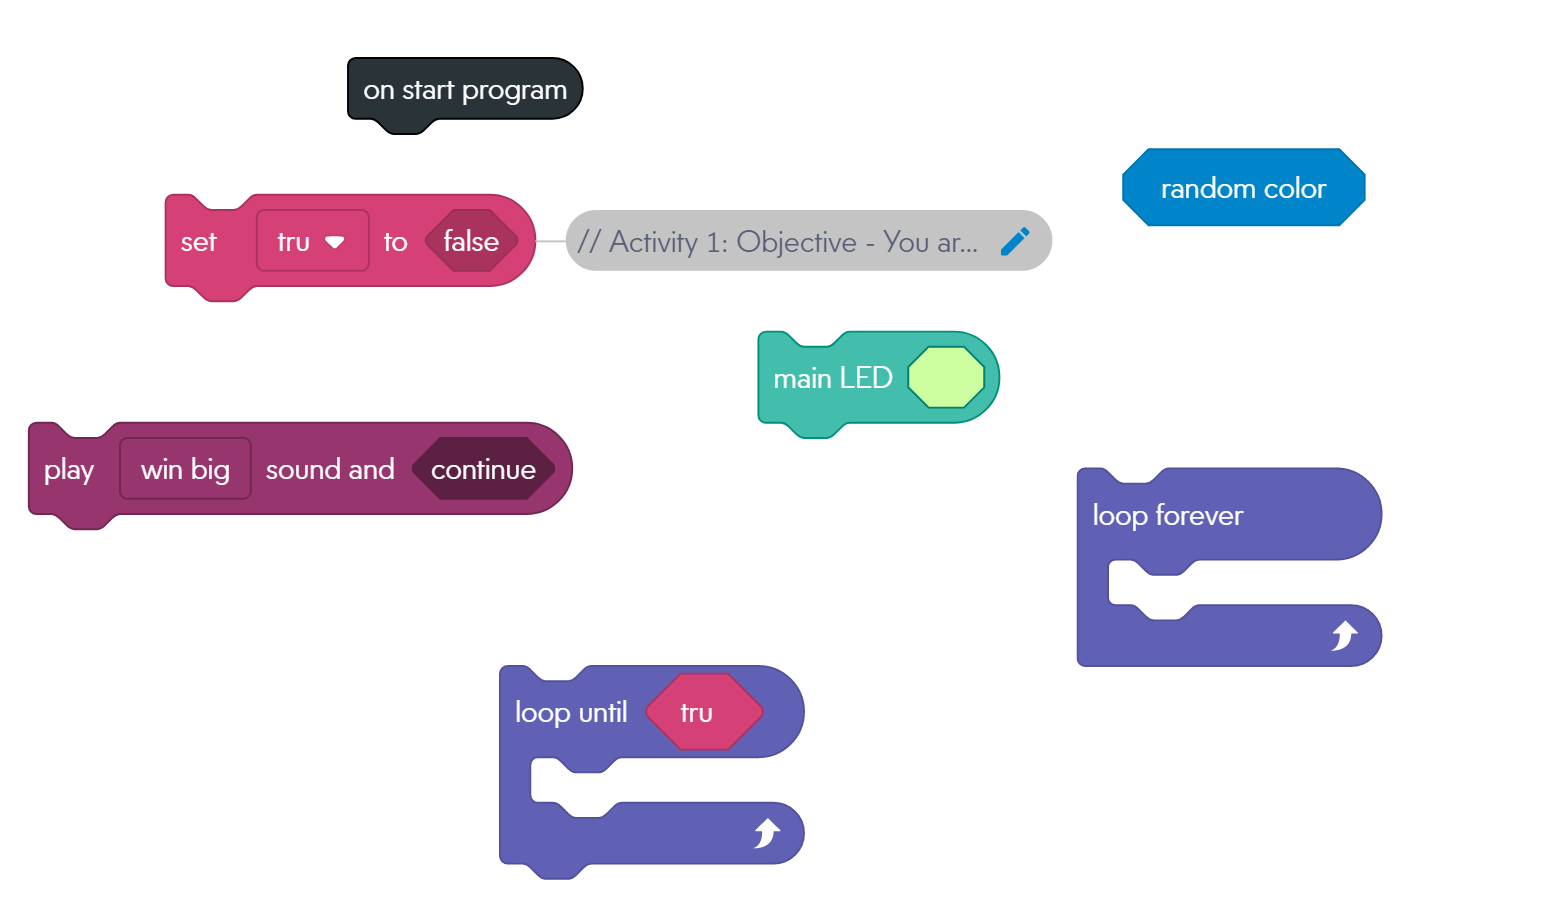 on start program
random color
set tru to false
// Activity 1: Objective - You ar...
main LED
play win big sound and continue
loop forever
loop until tru